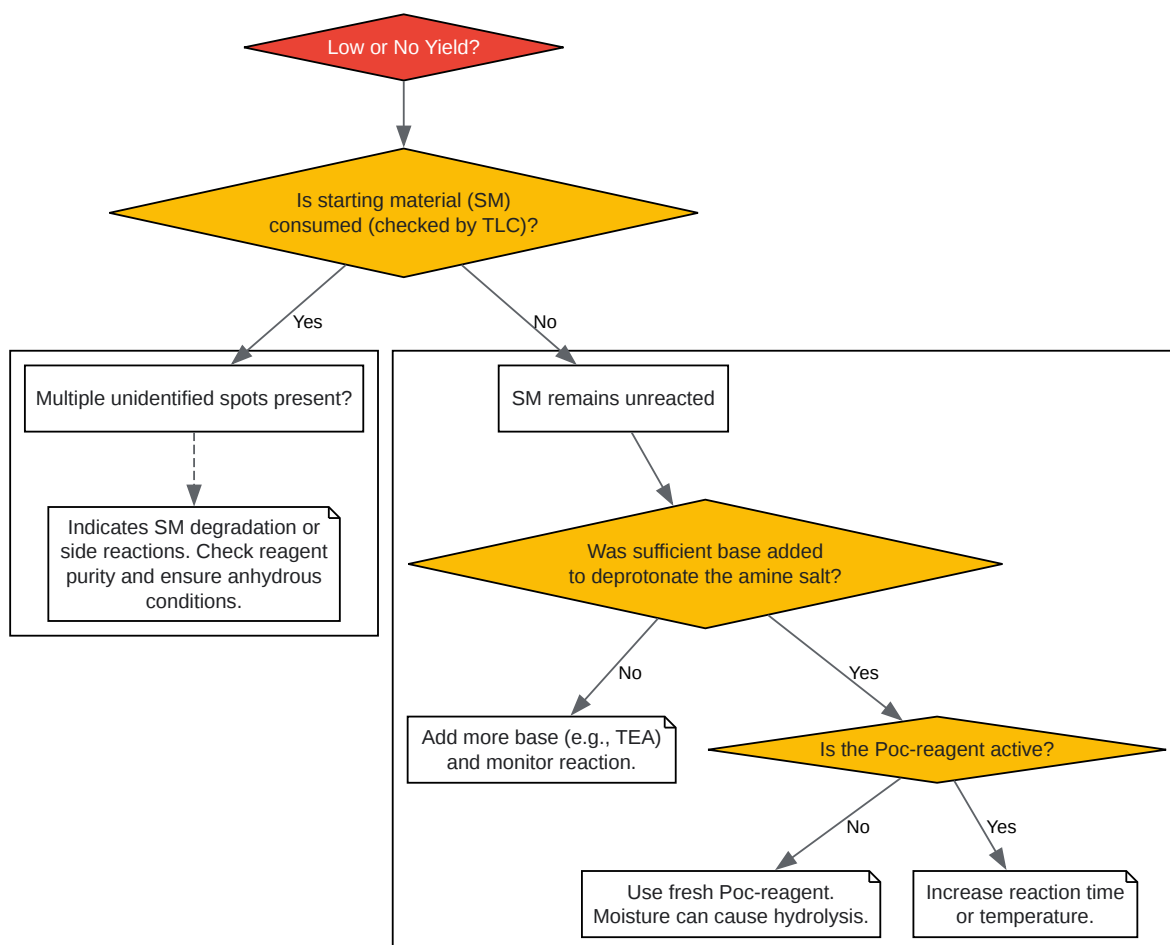 Low or No Yield?
Is starting material (SM)
consumed (checked by TLC)?
Yes
No
Multiple unidentified spots present?
SM remains unreacted
Indicates SM degradation or
side reactions. Check reagent
purity and ensure anhydrous
conditions.
Was sufficient base added
to deprotonate the amine salt?
No
Yes
Add more base (e.g., TEA)
and monitor reaction.
Is the Poc-reagent active?
No
Yes
Use fresh Poc-reagent.
Moisture can cause hydrolysis.
Increase reaction time
or temperature.